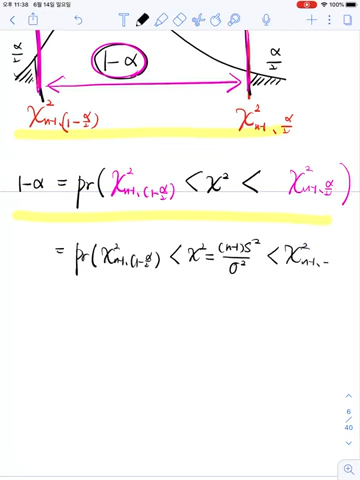 오후 11:38 6월 14일 일요일
α/2 1-α α/2
χ²n-1,(1-α/2) χ²n-1,α/2
1-α = pr(χ²n-1,(1-α/2) < χ² < χ²n-1,α/2)
= pr(χ²n-1,(1-α/2) < χ² = (n-1)S²/σ² < χ²n-1,-
6
/
40